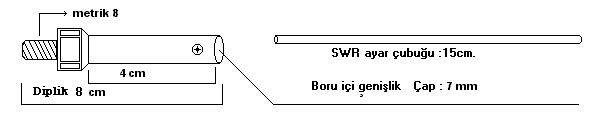 metrik 8
SWR ayar çubuğu :15cm.
4 cm
Boru içi genişlik Çap : 7 mm
Diplik 8 cm